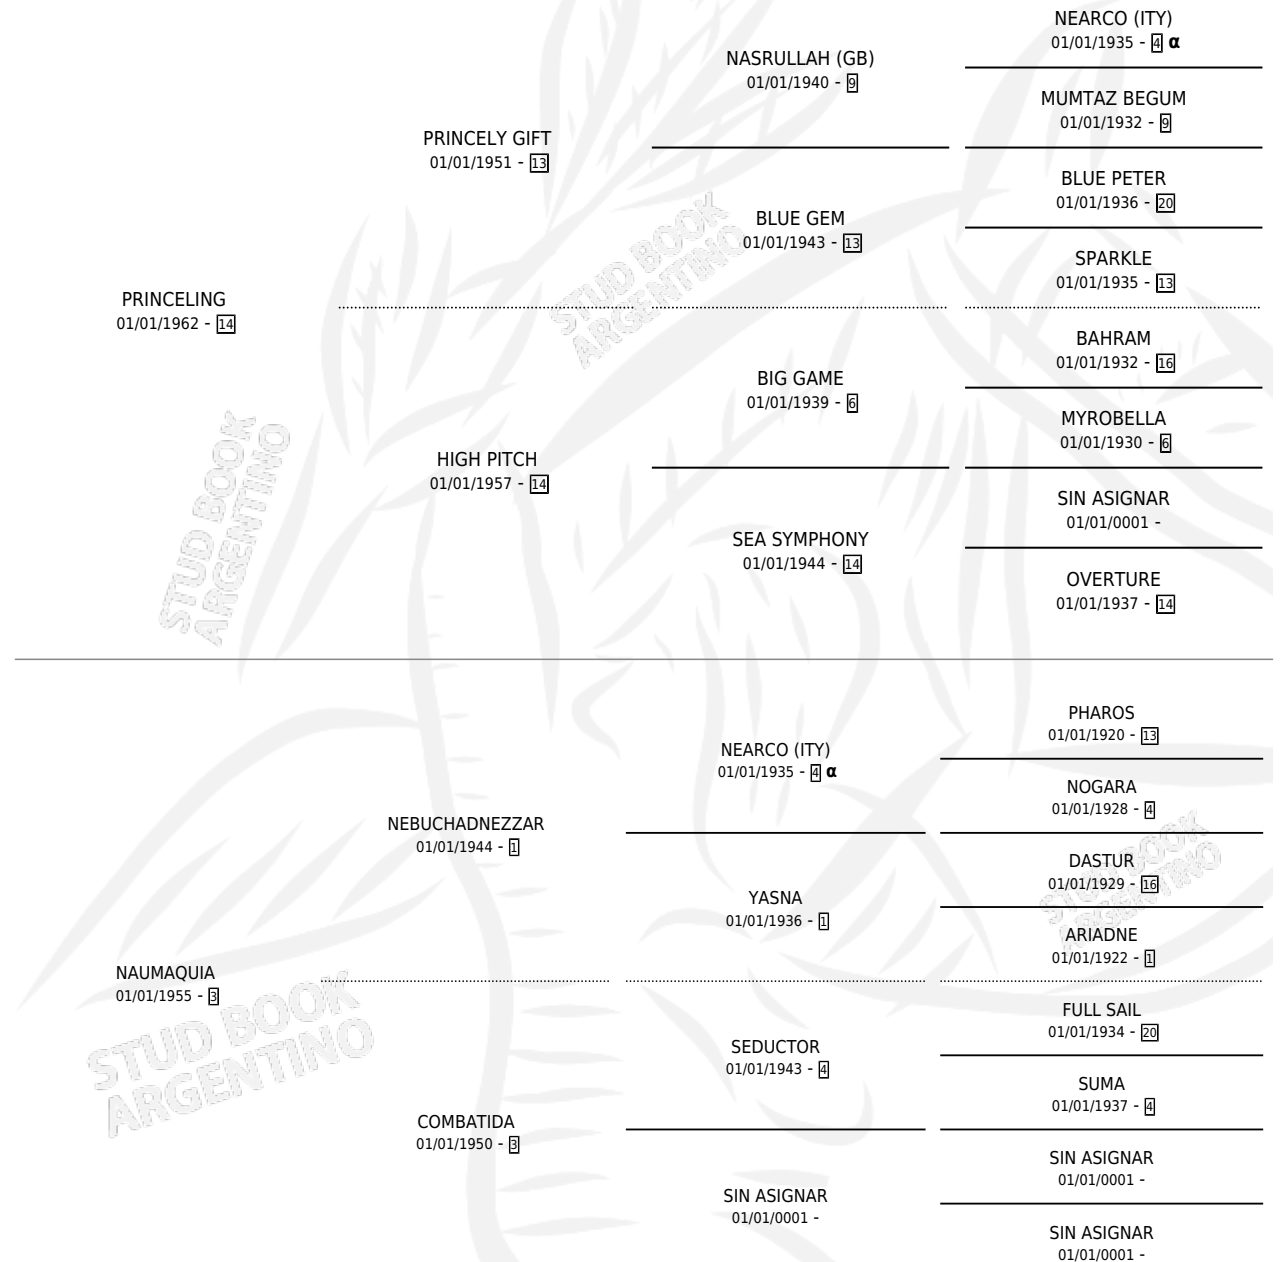 NEARCO (ITY)
01/01/1935 - 4 α
NASRULLAH (GB)
01/01/1940 - 9
MUMTAZ BEGUM
01/01/1932 - 9
PRINCELY GIFT
01/01/1951 - 13
BLUE PETER
01/01/1936 - 20
BLUE GEM
01/01/1943 - 13
SPARKLE
01/01/1935 - 13
PRINCELING
01/01/1962 - 14
BAHRAM
01/01/1932 - 16
BIG GAME
01/01/1939 - 6
MYROBELLA
01/01/1930 - 6
HIGH PITCH
01/01/1957 - 14
SIN ASIGNAR
01/01/0001 -
SEA SYMPHONY
01/01/1944 - 14
OVERTURE
01/01/1937 - 14
PHAROS
01/01/1920 - 13
NEARCO (ITY)
01/01/1935 - 4 α
NOGARA
01/01/1928 - 4
NEBUCHADNEZZAR
01/01/1944 - 1
DASTUR
01/01/1929 - 16
YASNA
01/01/1936 - 1
ARIADNE
01/01/1922 - 1
NAUMAQUIA
01/01/1955 - 3
FULL SAIL
01/01/1934 - 20
SEDUCTOR
01/01/1943 - 4
SUMA
01/01/1937 - 4
COMBATIDA
01/01/1950 - 3
SIN ASIGNAR
01/01/0001 -
SIN ASIGNAR
01/01/0001 -
SIN ASIGNAR
01/01/0001 -
STUD BOOK
ARGENTINO
STUD BOOK
ARGENTINO
STUD BOOK
ARGENTINO
STUD BOOK
ARGENTINO